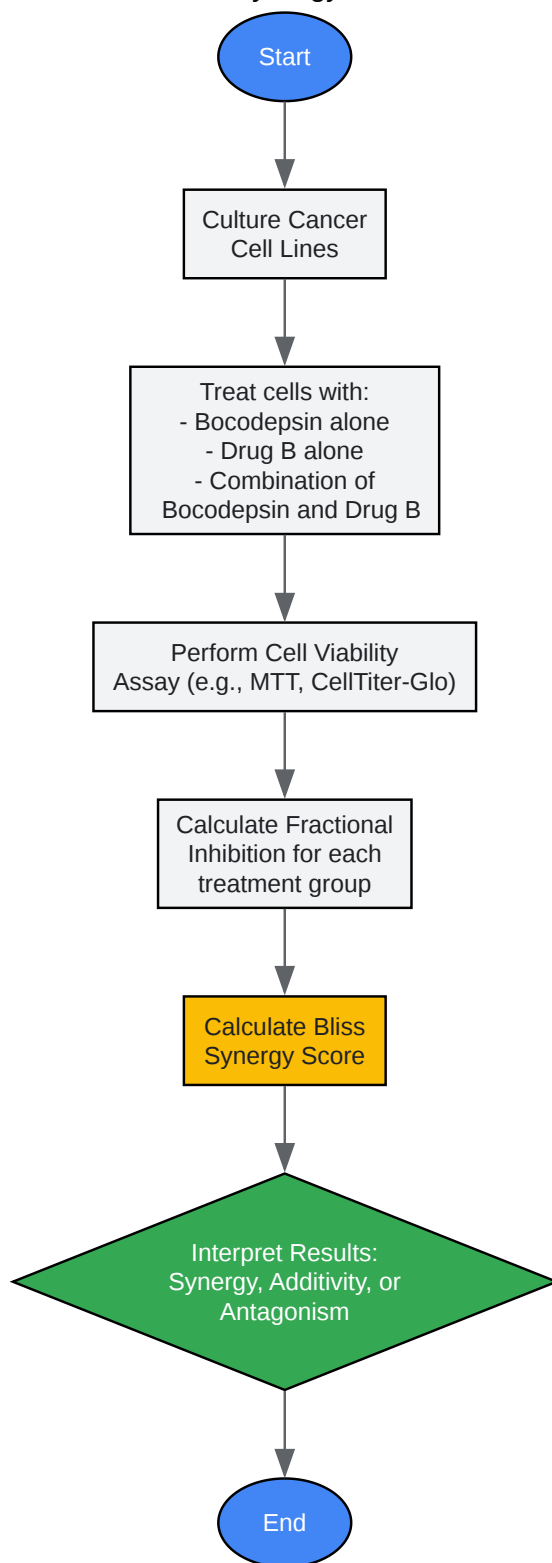 Start
Culture Cancer
Cell Lines
Treat cells with:
- Bocodepsin alone
- Drug B alone
- Combination of
Bocodepsin and Drug B
Perform Cell Viability
Assay (e.g., MTT, CellTiter-Glo)
Calculate Fractional
Inhibition for each
treatment group
Calculate Bliss
Synergy Score
Interpret Results:
Synergy, Additivity, or
Antagonism
End